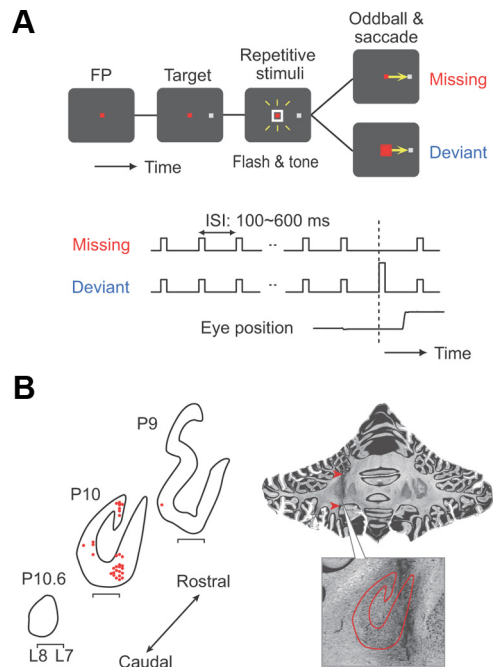 A
Oddball &
saccade
Repetitive
stimuli
FP
Target
Missing
Flash & tone
Deviant
Time
ISI: 100~600 ms
Missing
Deviant
Eye position
Time
B
P9
P10
P10.6
Rostral
L8 L7
Caudal